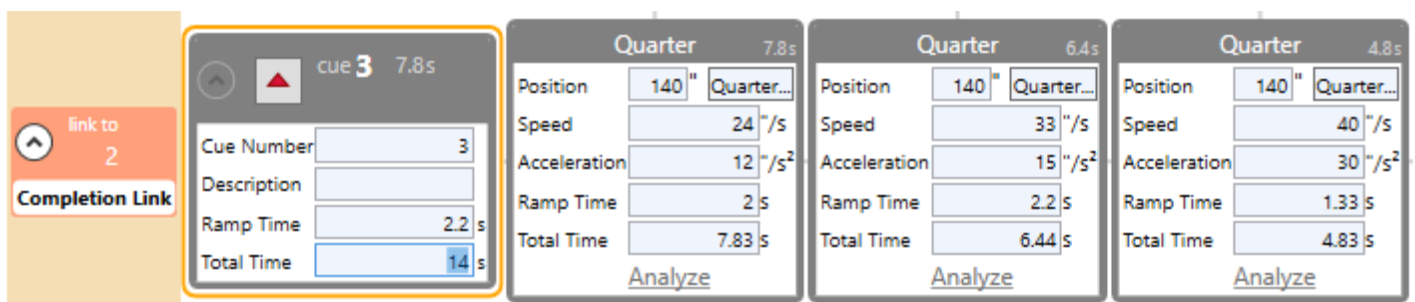 link to
2
Completion Link
cue 3 7.8s
Cue Number 3
Description
Ramp Time 2.2 s
Total Time 14 s
Quarter 7.8s
Position 140 " Quarter...
Speed 24 "/s
Acceleration 12 "/s²
Ramp Time 2 s
Total Time 7.83 s
Analyze
Quarter 6.4s
Position 140 " Quarter...
Speed 33 "/s
Acceleration 15 "/s²
Ramp Time 2.2 s
Total Time 6.44 s
Analyze
Quarter 4.8s
Position 140 " Quarter...
Speed 40 "/s
Acceleration 30 "/s²
Ramp Time 1.33 s
Total Time 4.83 s
Analyze